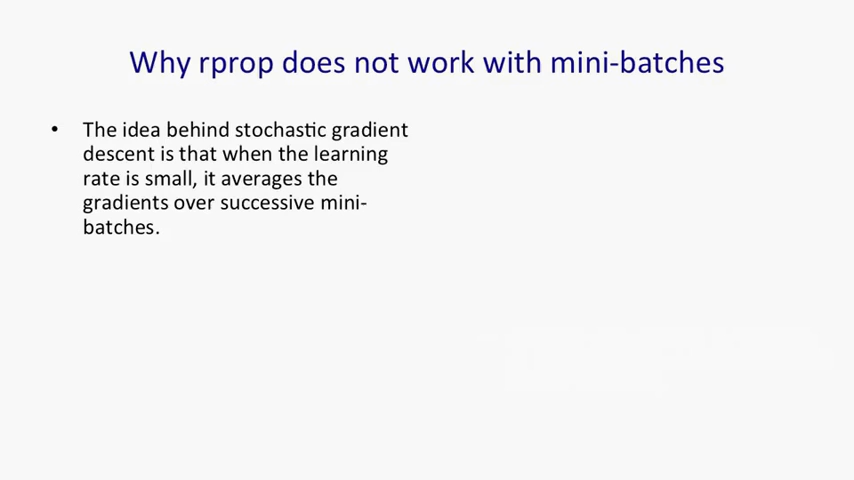 Why rprop does not work with mini-batches
• The idea behind stochastic gradient
descent is that when the learning
rate is small, it averages the
gradients over successive mini-
batches.